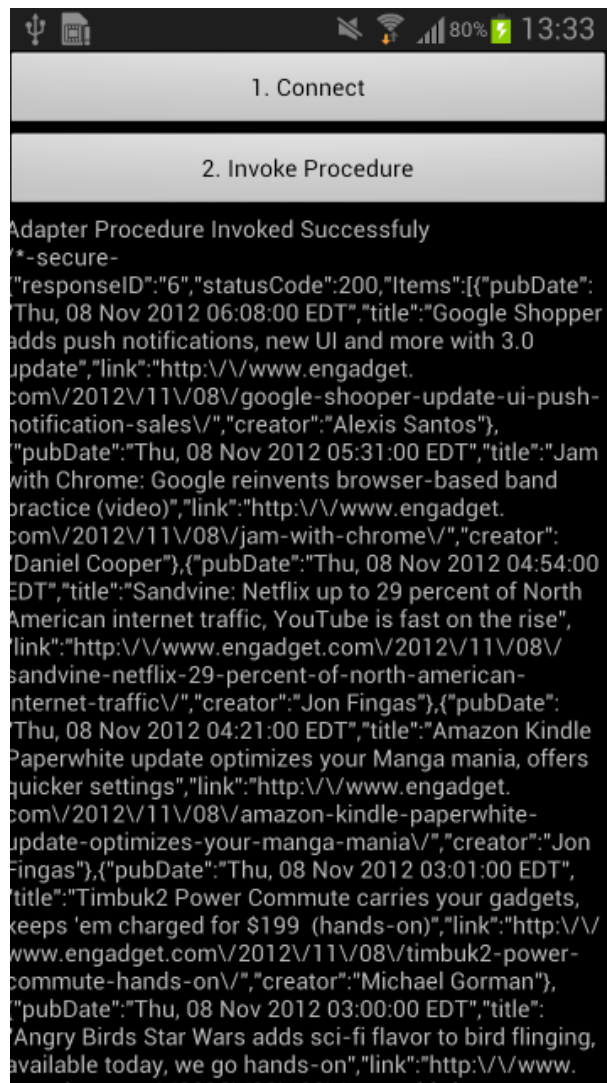 80% 13:33
1. Connect
2. Invoke Procedure
Adapter Procedure Invoked Successfuly
/*-secure-
{"responseID":"6","statusCode":200,"Items":[{"pubDate":
"Thu, 08 Nov 2012 06:08:00 EDT","title":"Google Shopper
adds push notifications, new UI and more with 3.0
update","link":"http:\/\/www.engadget.
com\/2012\/11\/08\/google-shooper-update-ui-push-
notification-sales\/","creator":"Alexis Santos"},
{"pubDate":"Thu, 08 Nov 2012 05:31:00 EDT","title":"Jam
with Chrome: Google reinvents browser-based band
practice (video)","link":"http:\/\/www.engadget.
com\/2012\/11\/08\/jam-with-chrome\/","creator":
"Daniel Cooper"},{"pubDate":"Thu, 08 Nov 2012 04:54:00
EDT","title":"Sandvine: Netflix up to 29 percent of North
American internet traffic, YouTube is fast on the rise",
"link":"http:\/\/www.engadget.com\/2012\/11\/08\/
sandvine-netflix-29-percent-of-north-american-
internet-traffic\/","creator":"Jon Fingas"},{"pubDate":
"Thu, 08 Nov 2012 04:21:00 EDT","title":"Amazon Kindle
Paperwhite update optimizes your Manga mania, offers
quicker settings","link":"http:\/\/www.engadget.
com\/2012\/11\/08\/amazon-kindle-paperwhite-
update-optimizes-your-manga-mania\/","creator":"Jon
Fingas"},{"pubDate":"Thu, 08 Nov 2012 03:01:00 EDT",
"title":"Timbuk2 Power Commute carries your gadgets,
keeps 'em charged for $199  (hands-on)","link":"http:\/\/
www.engadget.com\/2012\/11\/08\/timbuk2-power-
commute-hands-on\/","creator":"Michael Gorman"},
{"pubDate":"Thu, 08 Nov 2012 03:00:00 EDT","title":
"Angry Birds Star Wars adds sci-fi flavor to bird flinging,
available today, we go hands-on","link":"http:\/\/www.